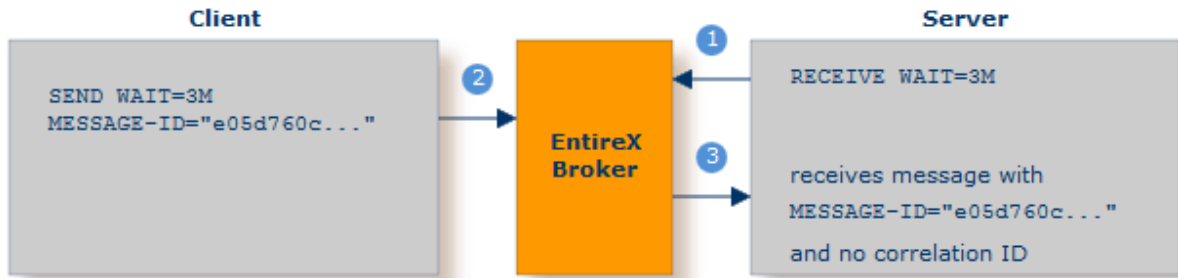 Client
Server
SEND WAIT=3M
MESSAGE-ID="e05d760c..."
2
EntireX
Broker
1
3
RECEIVE WAIT=3M
receives message with
MESSAGE-ID="e05d760c..."
and no correlation ID